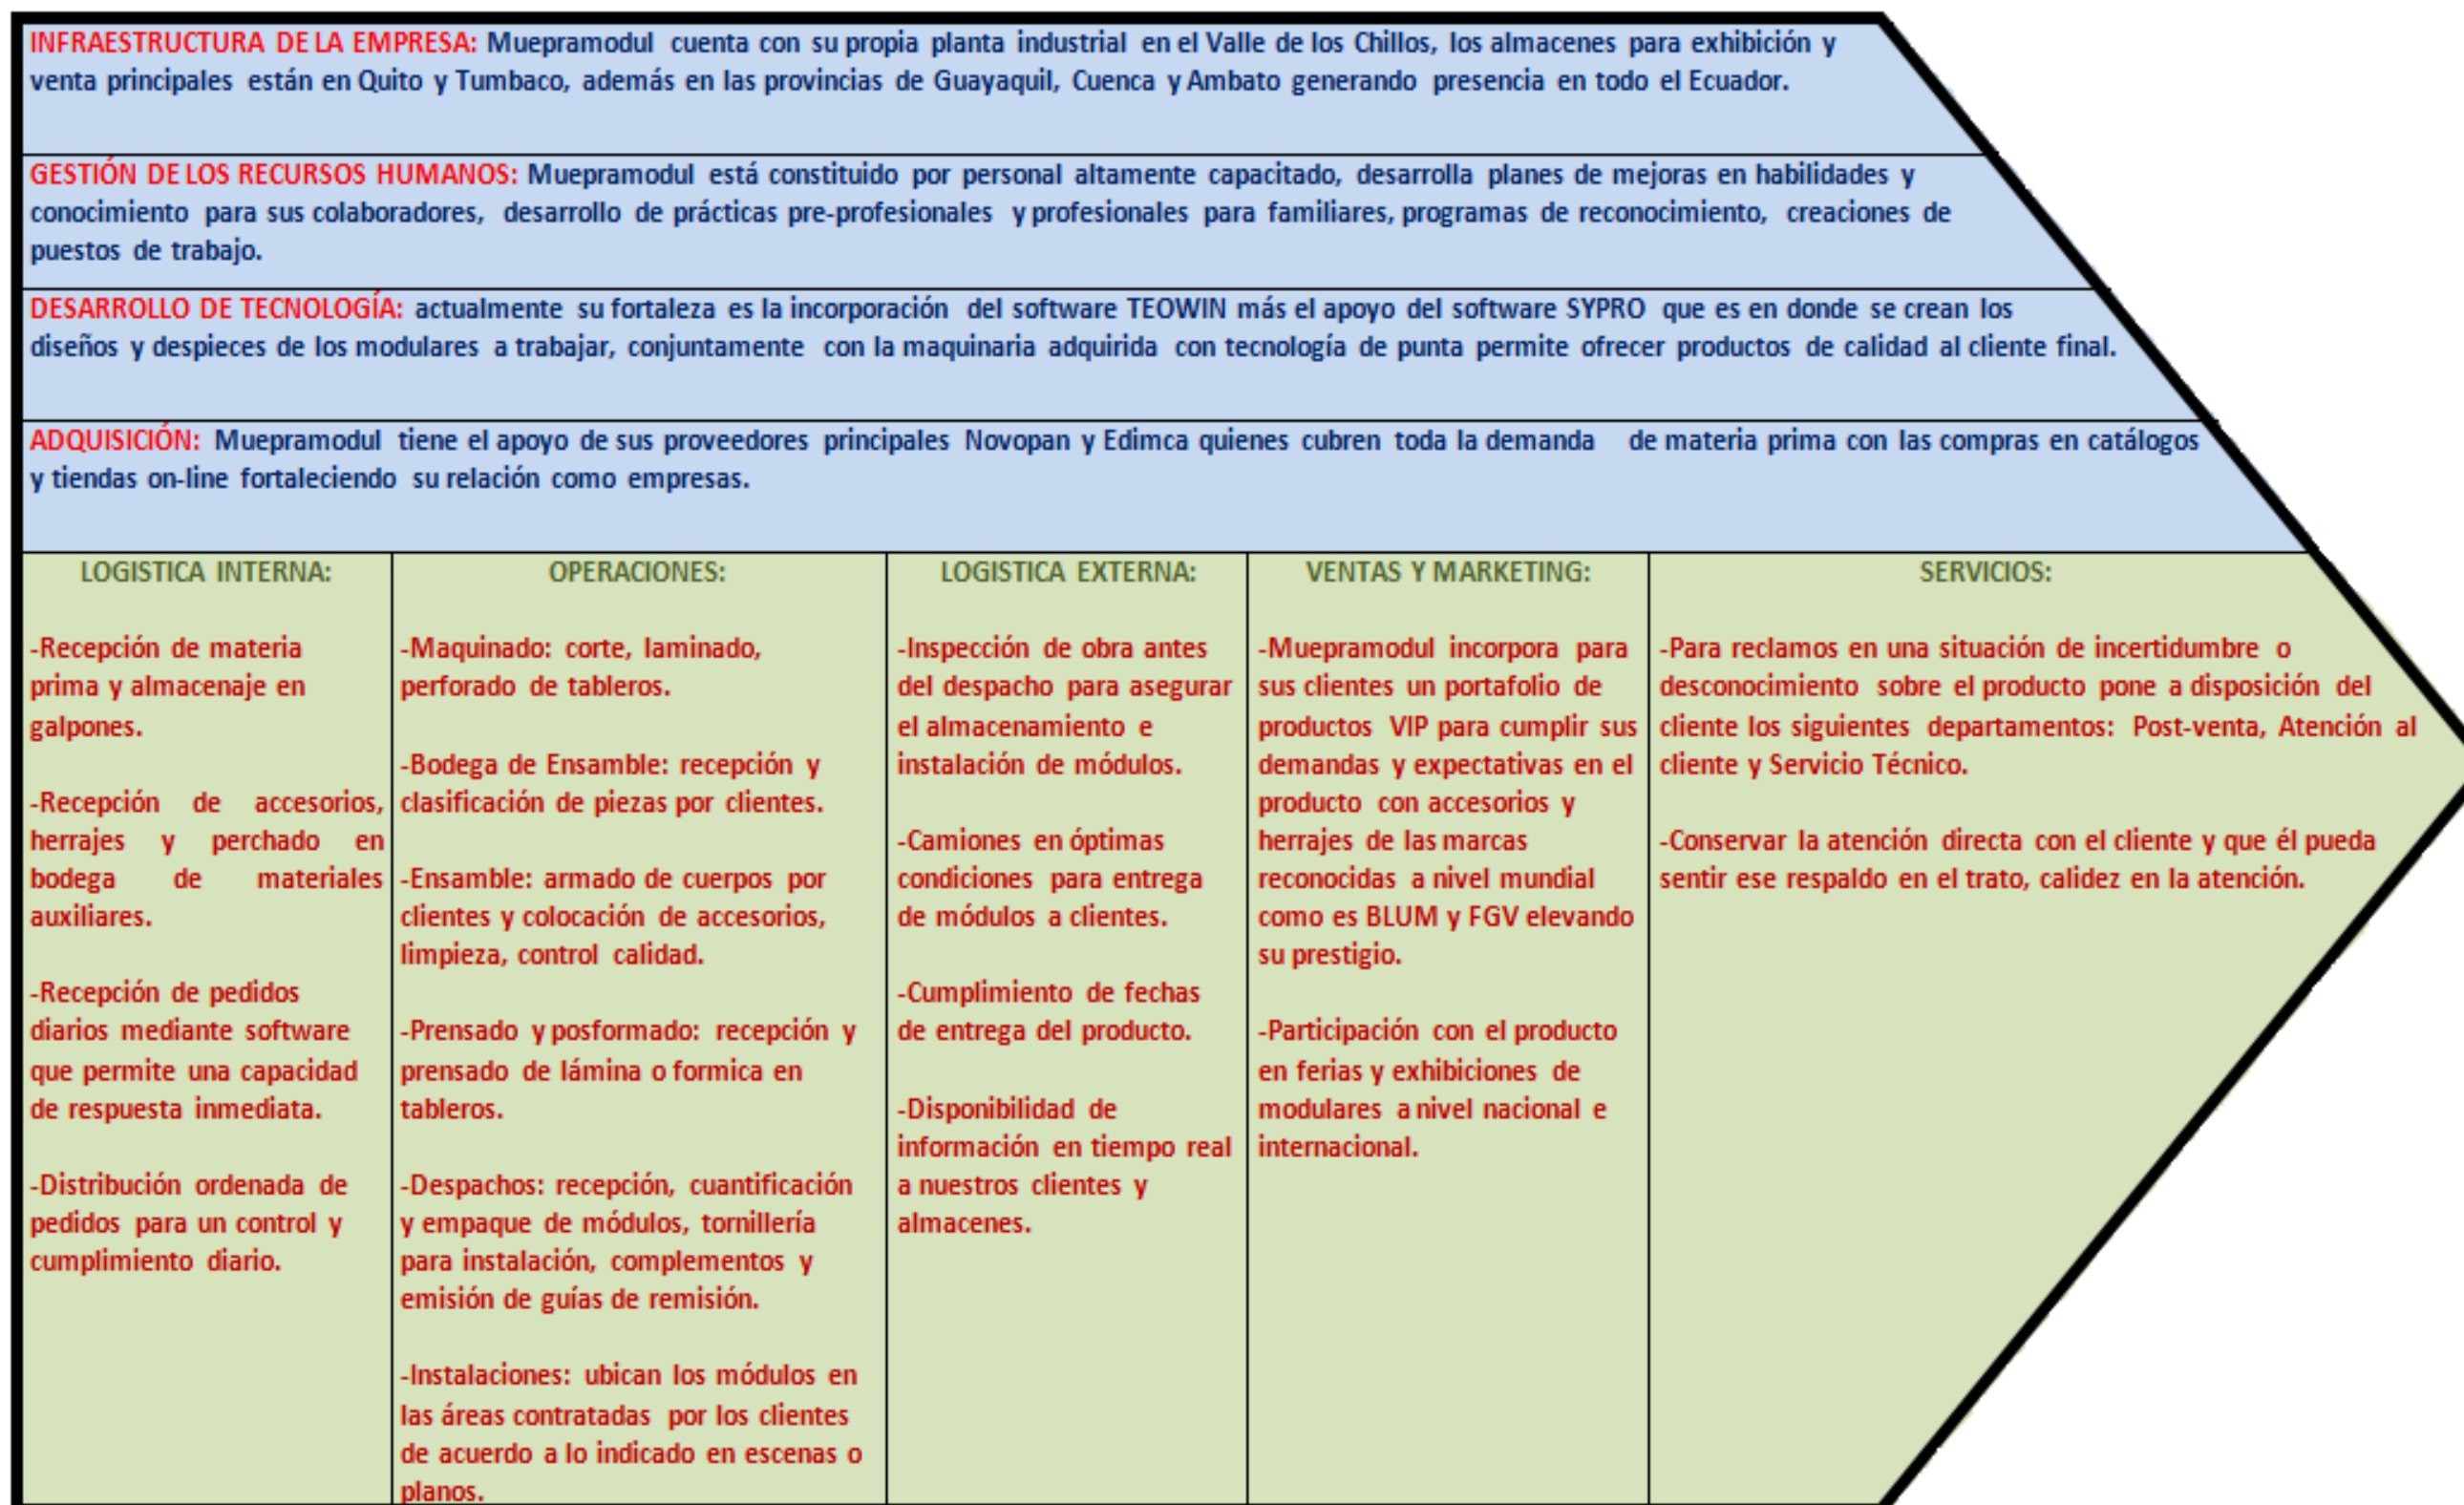 INFRAESTRUCTURA DE LA EMPRESA: Muepramodul cuenta con su propia planta industrial en el Valle de los Chillos, los almacenes para exhibición y
venta principales están en Quito y Tumbaco, además en las provincias de Guayaquil, Cuenca y Ambato generando presencia en todo el Ecuador.
GESTIÓN DE LOS RECURSOS HUMANOS: Muepramodul está constituido por personal altamente capacitado, desarrolla planes de mejoras en habilidades y
conocimiento para sus colaboradores, desarrollo de prácticas pre-profesionales y profesionales para familiares, programas de reconocimiento, creaciones de
puestos de trabajo.
DESARROLLO DE TECNOLOGÍA: actualmente su fortaleza es la incorporación del software TEOWIN más el apoyo del software SYPRO que es en donde se crean los
diseños y despieces de los modulares a trabajar, conjuntamente con la maquinaria adquirida con tecnología de punta permite ofrecer productos de calidad al cliente final.
ADQUISICIÓN: Muepramodul tiene el apoyo de sus proveedores principales Novopan y Edimca quienes cubren toda la demanda de materia prima con las compras en catálogos
y tiendas on-line fortaleciendo su relación como empresas.
LOGISTICA INTERNA:
-Recepción de materia
prima y almacenaje en
galpones.
-Recepción de accesorios,
herrajes y perchado en
bodega de materiales
auxiliares.
-Recepción de pedidos
diarios mediante software
que permite una capacidad
de respuesta inmediata.
-Distribución ordenada de
pedidos para un control y
cumplimiento diario.
OPERACIONES:
-Maquinado: corte, laminado,
perforado de tableros.
-Bodega de Ensamble: recepción y
clasificación de piezas por clientes.
-Ensamble: armado de cuerpos por
clientes y colocación de accesorios,
limpieza, control calidad.
-Prensado y posformado: recepción y
prensado de lámina o formica en
tableros.
-Despachos: recepción, cuantificación
y empaque de módulos, tornillería
para instalación, complementos y
emisión de guías de remisión.
-Instalaciones: ubican los módulos en
las áreas contratadas por los clientes
de acuerdo a lo indicado en escenas o
planos.
LOGISTICA EXTERNA:
-Inspección de obra antes
del despacho para asegurar
el almacenamiento e
instalación de módulos.
-Camiones en óptimas
condiciones para entrega
de módulos a clientes.
-Cumplimiento de fechas
de entrega del producto.
-Disponibilidad de
información en tiempo real
a nuestros clientes y
almacenes.
VENTAS Y MARKETING:
-Muepramodul incorpora para
sus clientes un portafolio de
productos VIP para cumplir sus
demandas y expectativas en el
producto con accesorios y
herrajes de las marcas
reconocidas a nivel mundial
como es BLUM y FGV elevando
su prestigio.
-Participación con el producto
en ferias y exhibiciones de
modulares a nivel nacional e
internacional.
SERVICIOS:
-Para reclamos en una situación de incertidumbre o
desconocimiento sobre el producto pone a disposición del
cliente los siguientes departamentos: Post-venta, Atención al
cliente y Servicio Técnico.
-Conservar la atención directa con el cliente y que él pueda
sentir ese respaldo en el trato, calidez en la atención.